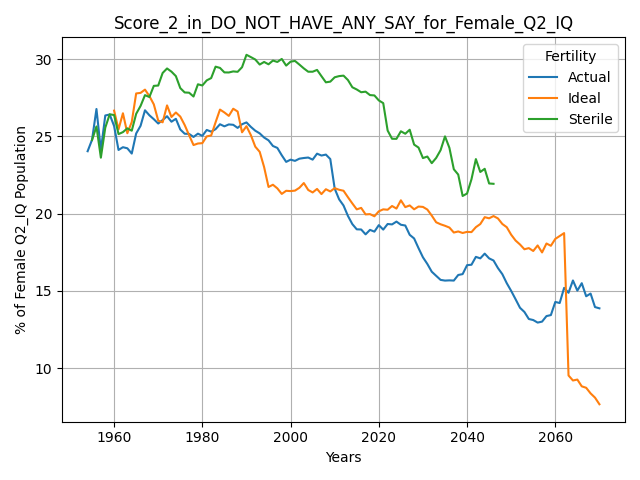 Score_2_in_DO_NOT_HAVE_ANY_SAY_for_Female_Q2_IQ
% of Female Q2_IQ Population
30
25
20
15
10
Fertility
Actual
Ideal
Sterile
1960 1980 2000 2020 2040 2060
Years